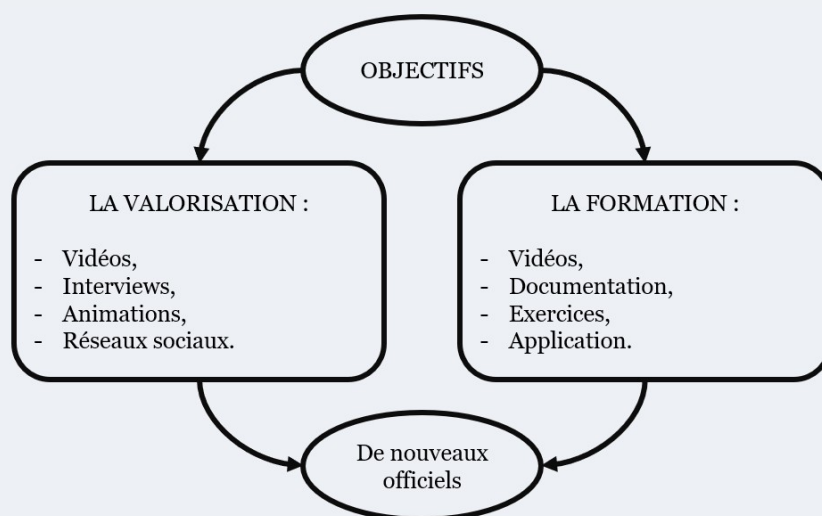 OBJECTIFS
LA VALORISATION :
- Vidéos,
- Interviews,
- Animations,
- Réseaux sociaux.
LA FORMATION :
- Vidéos,
- Documentation,
- Exercices,
- Application.
De nouveaux
officiels